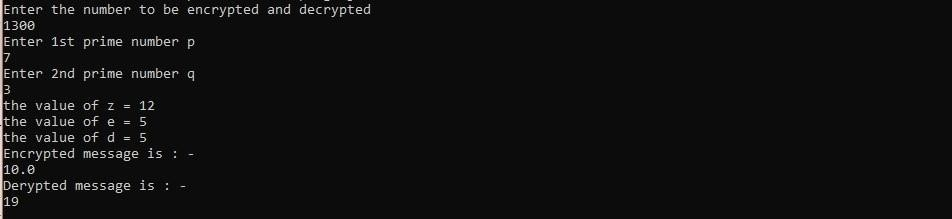 Enter the number to be encrypted and decrypted
1300
Enter 1st prime number p
7
Enter 2nd prime number q
3
the value of z = 12
the value of e = 5
the value of d = 5
Encrypted message is : -
10.0
Derypted message is : -
19